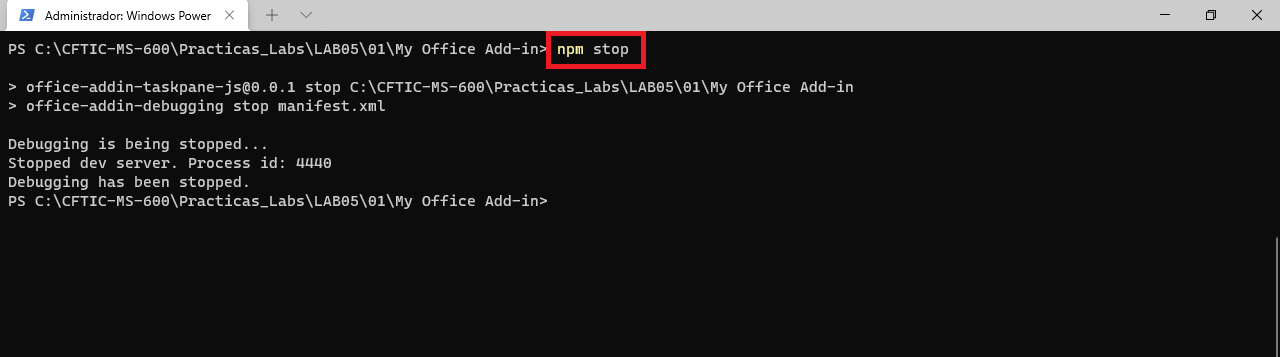 Administrador: Windows Power
PS C:\CFTIC-MS-600\Practicas_Labs\LAB05\01\My Office Add-in> npm stop
> office-addin-taskpane-js@0.0.1 stop C:\CFTIC-MS-600\Practicas_Labs\LAB05\01\My Office Add-in
> office-addin-debugging stop manifest.xml
Debugging is being stopped...
Stopped dev server. Process id: 4440
Debugging has been stopped.
PS C:\CFTIC-MS-600\Practicas_Labs\LAB05\01\My Office Add-in>